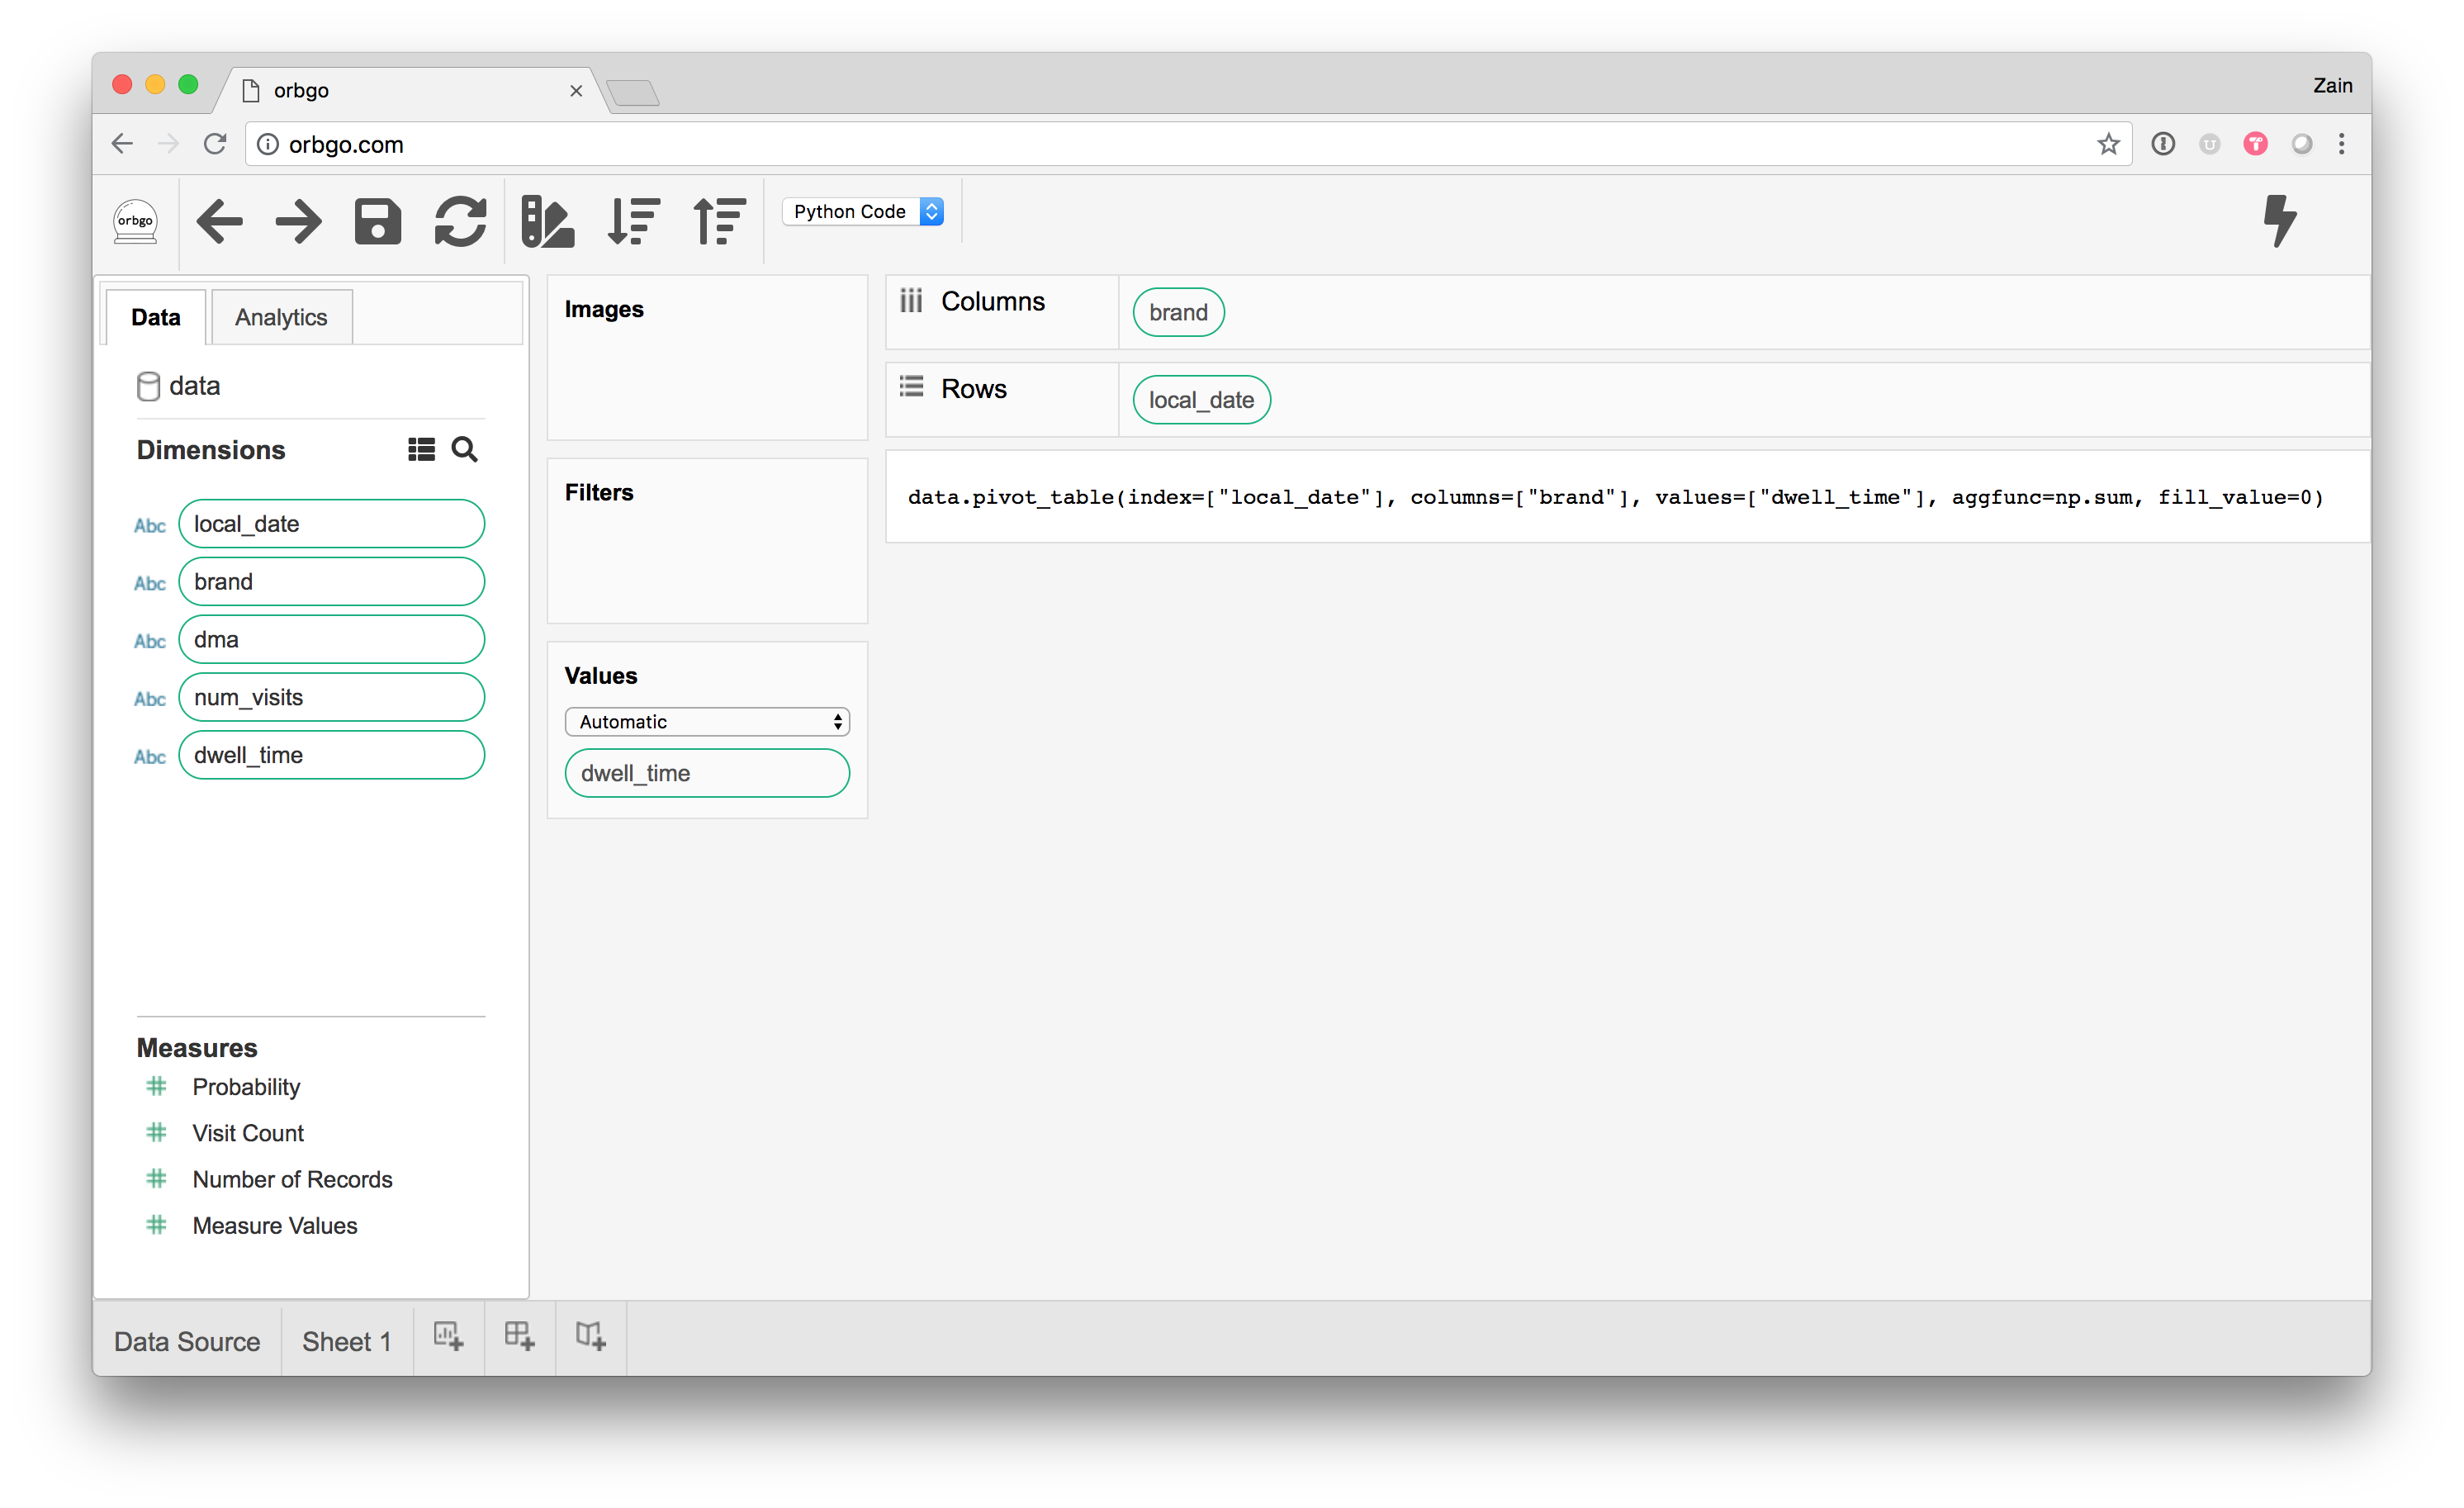 orbgo
Zain
orbgo.com
orbgo
Python Code
Data
Analytics
data
Dimensions
Abc local_date
Abc brand
Abc dma
Abc num_visits
Abc dwell_time
Measures
Probability
Visit Count
Number of Records
Measure Values
Images
Filters
Values
Automatic
dwell_time
Columns
brand
Rows
local_date
data.pivot_table(index=["local_date"], columns=["brand"], values=["dwell_time"], aggfunc=np.sum, fill_value=0)
Data Source
Sheet 1